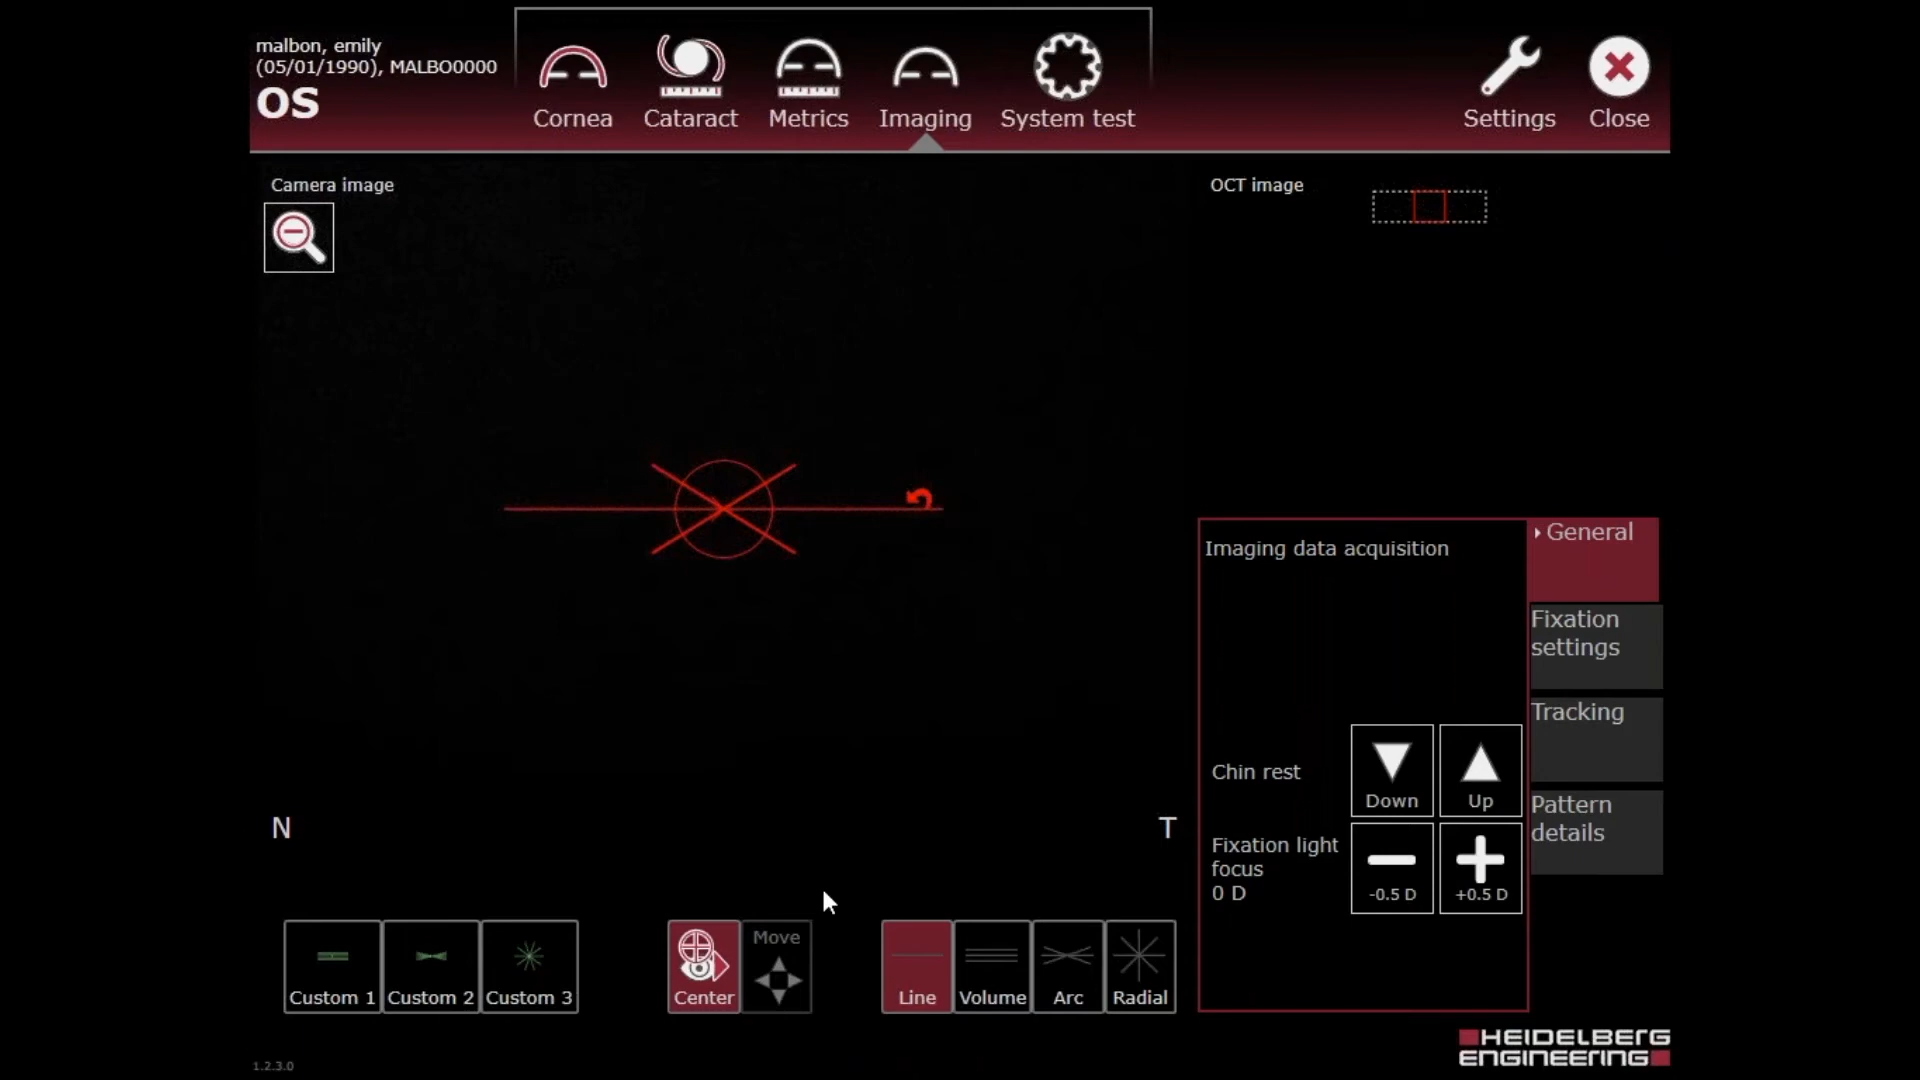 malbon, emily
(05/01/1990), MALBO0000
OS
Cornea
Cataract
Metrics
Imaging
System test
Settings
Close
Camera image
OCT image
Imaging data acquisition
General
Fixation
settings
Tracking
Pattern
details
Chin rest
Down
Up
Fixation light
focus
0 D
-0.5 D
+0.5 D
N
T
Custom 1
Custom 2
Custom 3
Center
Move
Line
Volume
Arc
Radial
HEIDELBERG
ENGINEERING
1.2.3.0